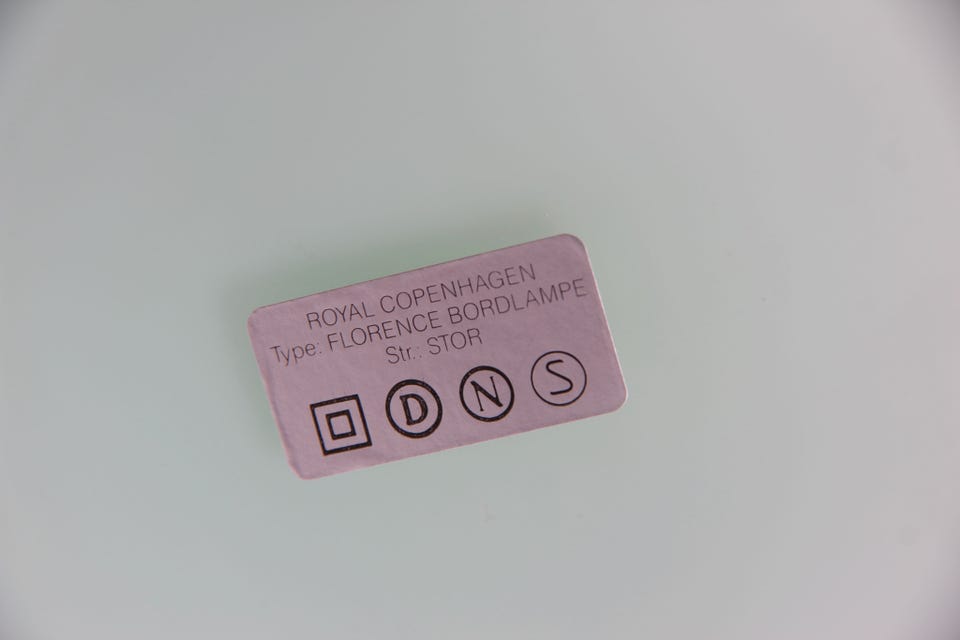 ROYAL COPENHAGEN
Type: FLORENCE BORDLAMPE
Str.: STOR
D N S